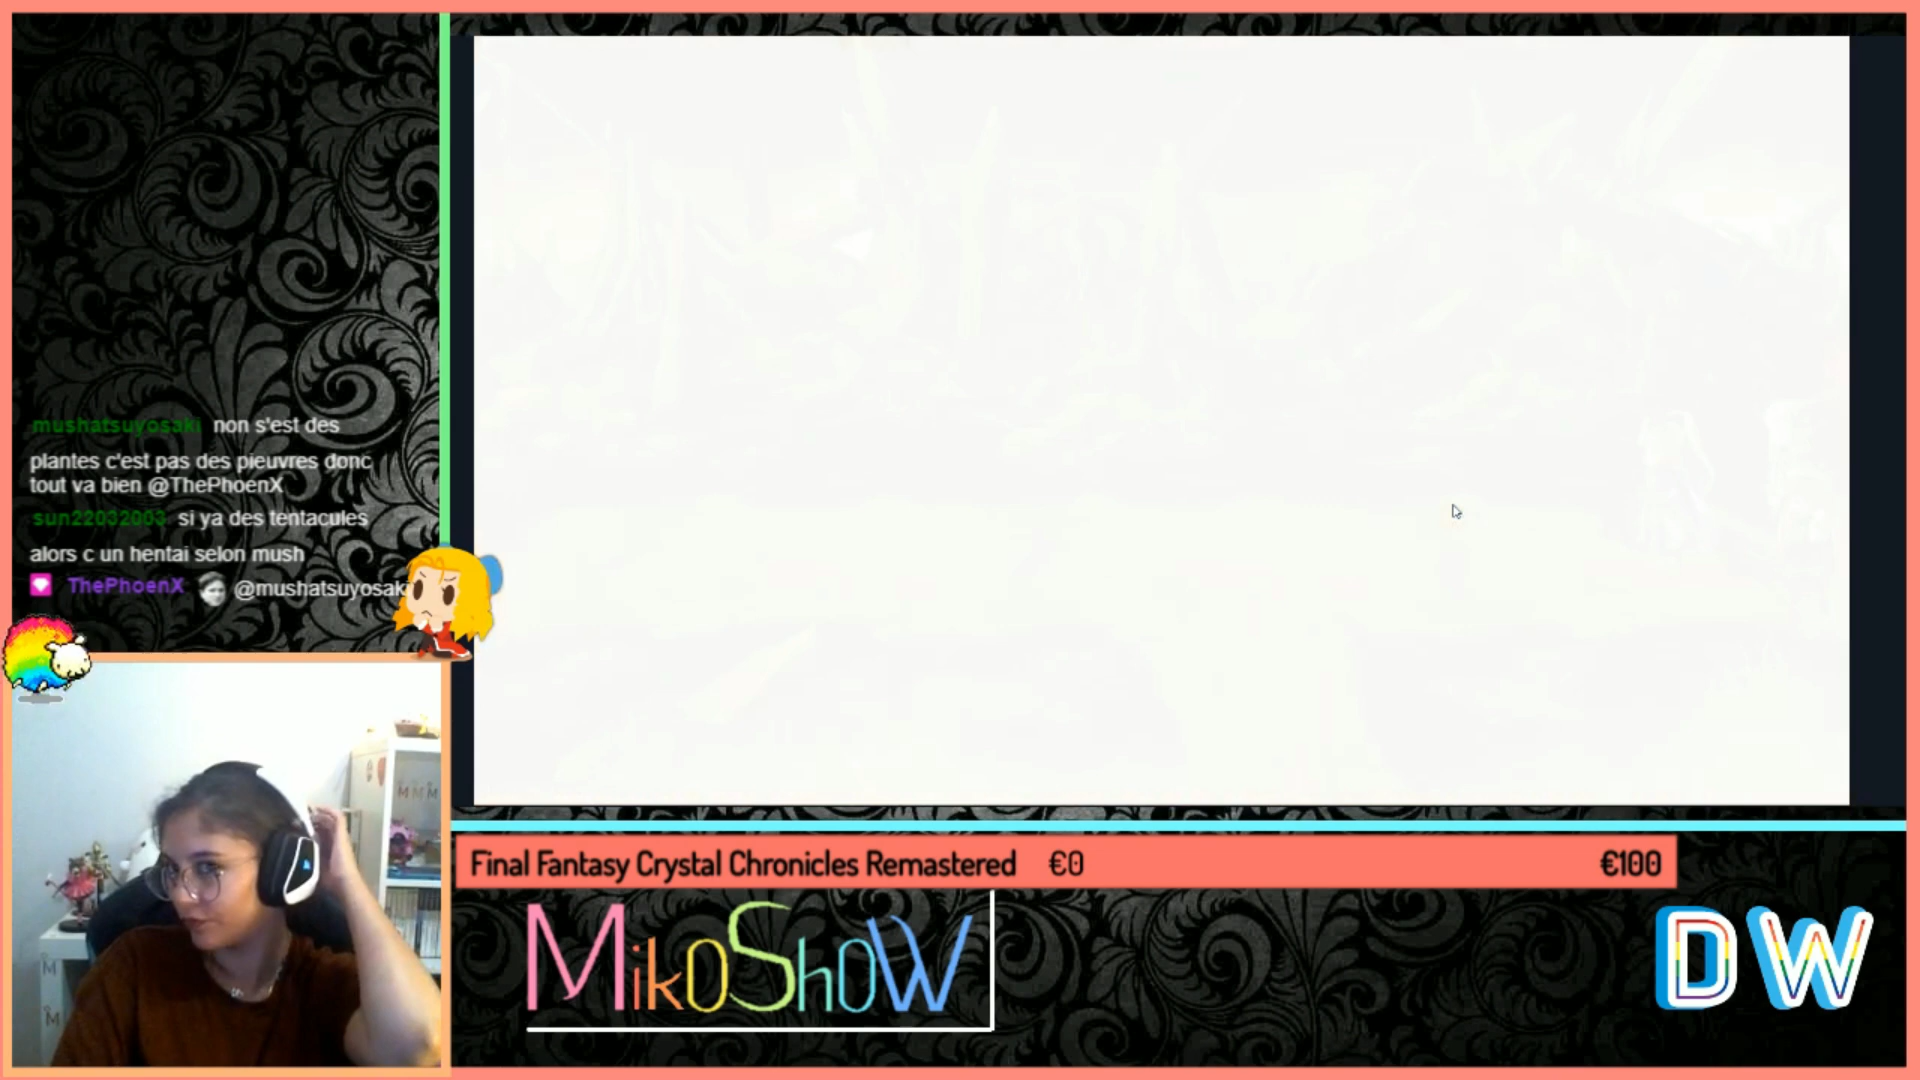 mushatsuyosaki non s'est des
plantes c'est pas des pieuvres donc
tout va bien @ThePhoenX
sun22032003 si ya des tentacules
alors c un hentai selon mush
ThePhoenX @mushatsuyosaki
Final Fantasy Crystal Chronicles Remastered €0 €100
MikoShoW
DW